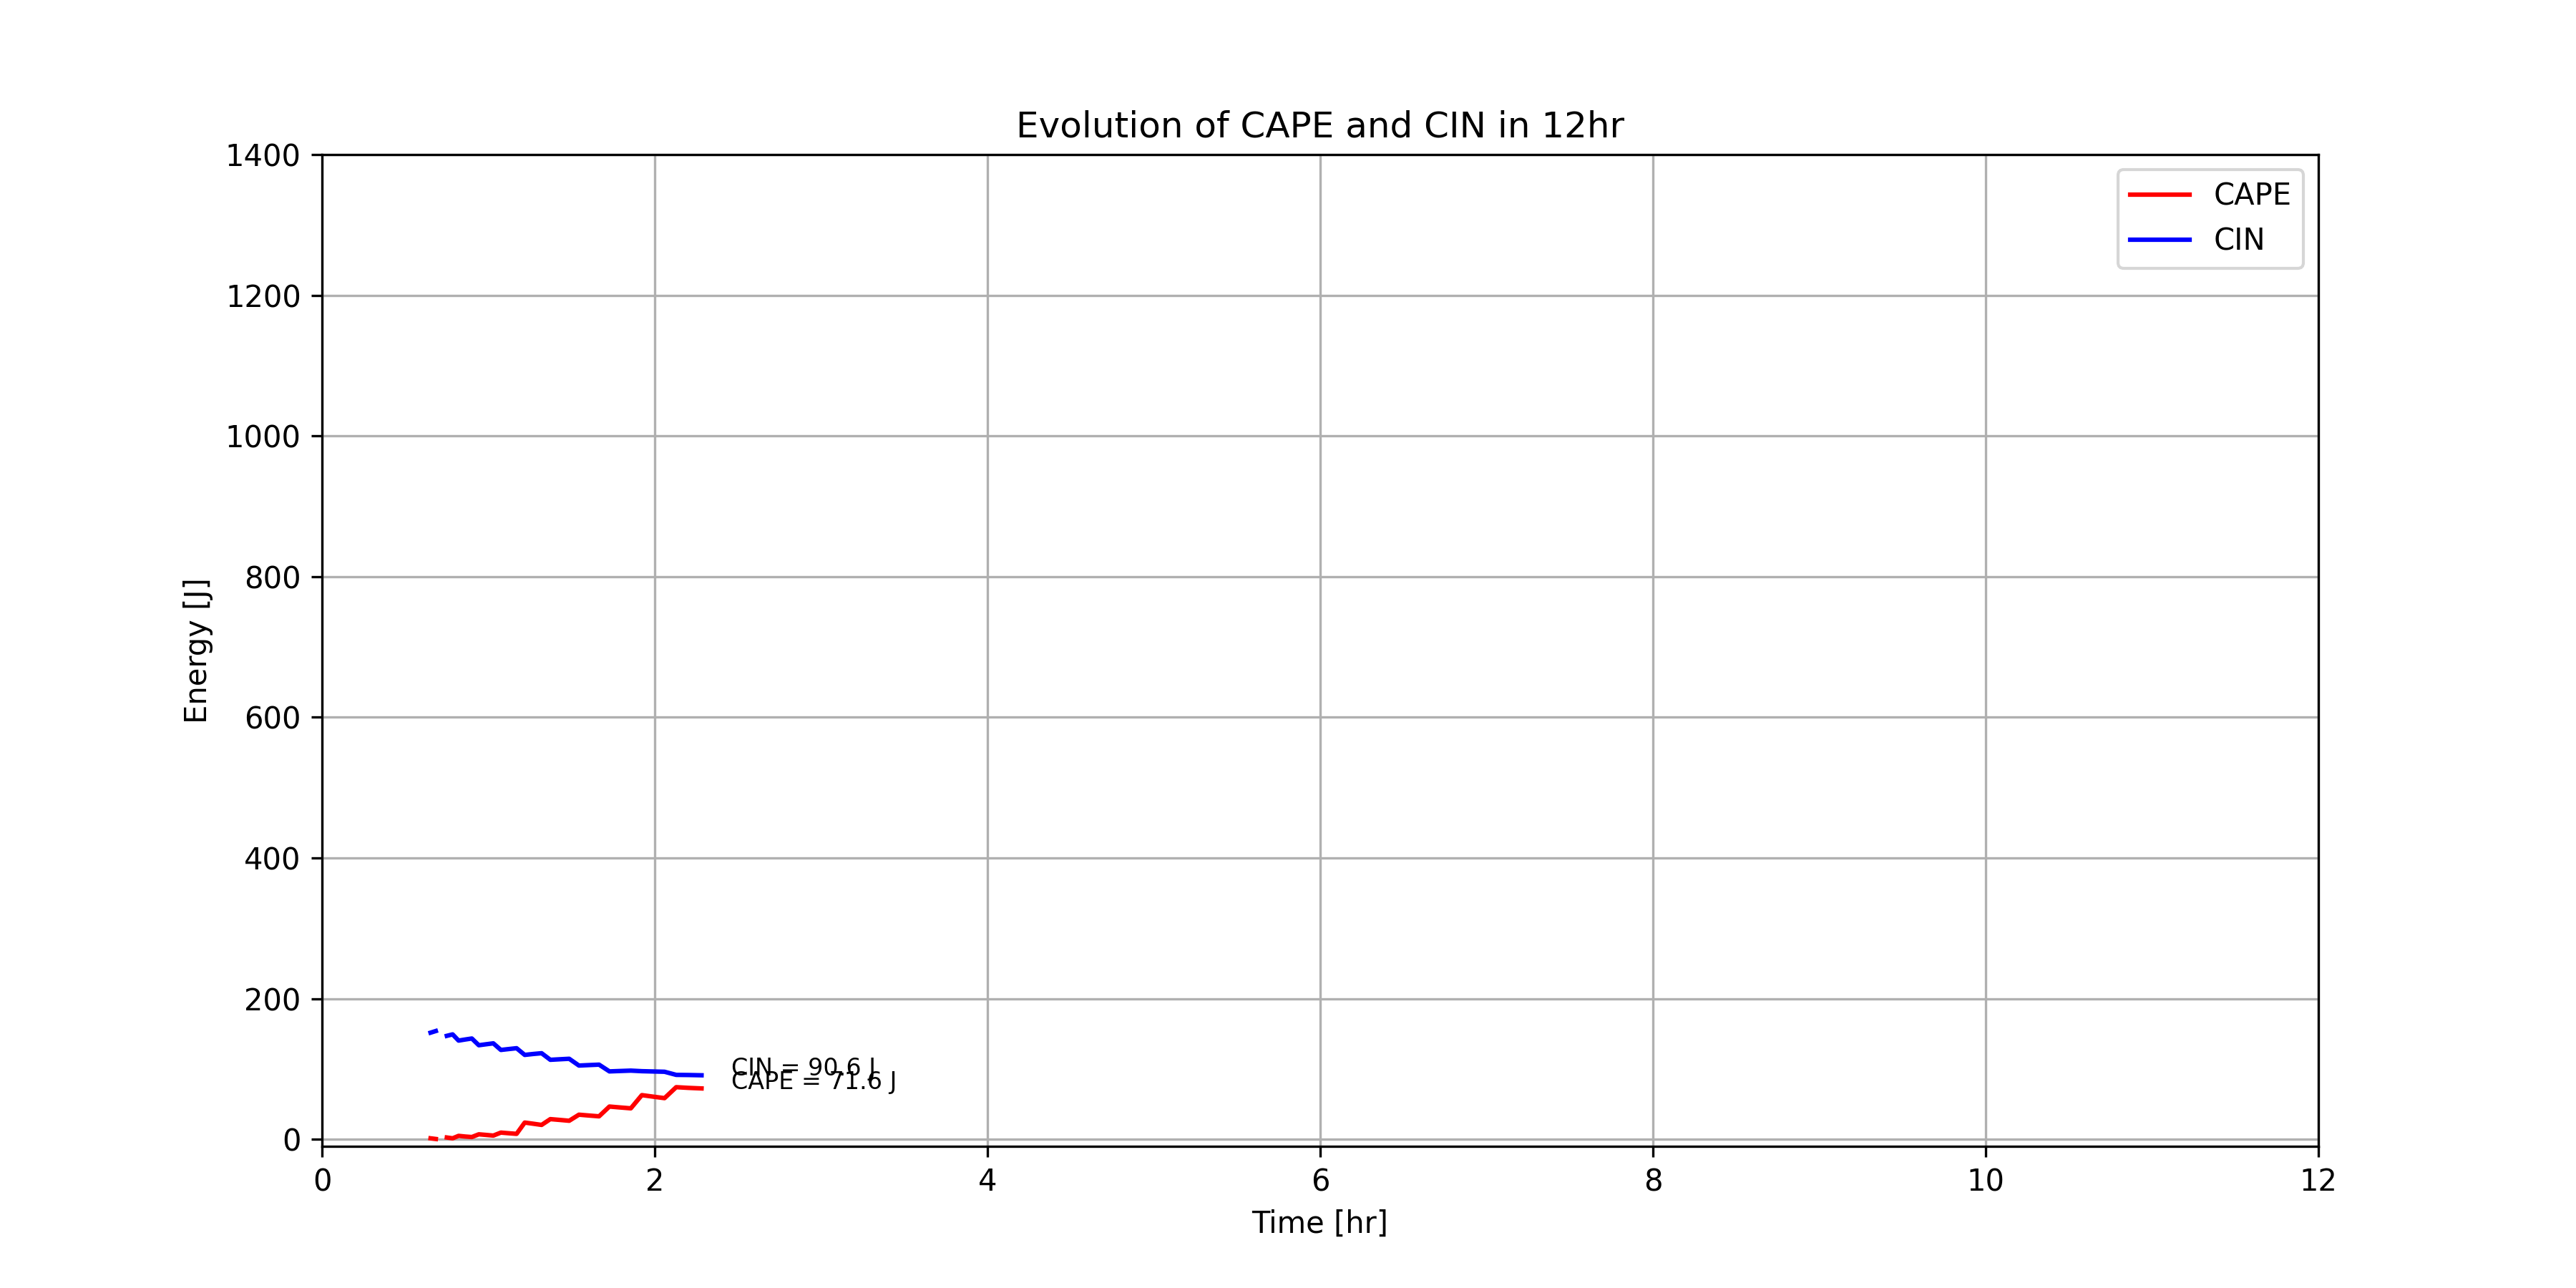 Evolution of CAPE and CIN in 12hr
1400
1200
1000
800
600
400
200
0
Energy [J]
CAPE
CIN
CIN = 90.6 J
CAPE = 71.6 J
0 2 4 6 8 10 12
Time [hr]